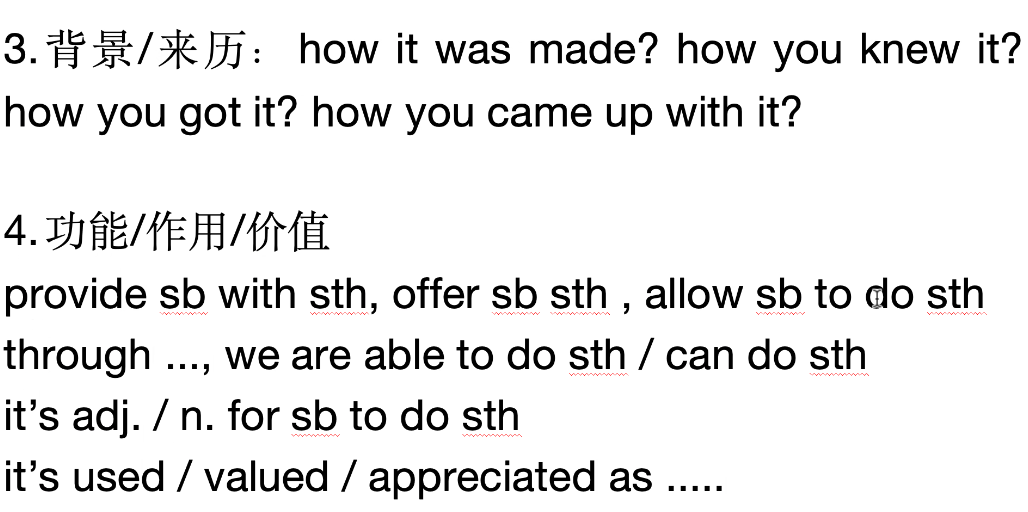 3.背景/来历： how it was made? how you knew it?
how you got it? how you came up with it?
4.功能/作用/价值
provide sb with sth, offer sb sth , allow sb to do sth
through ..., we are able to do sth / can do sth
it’s adj. / n. for sb to do sth
it’s used / valued / appreciated as .....